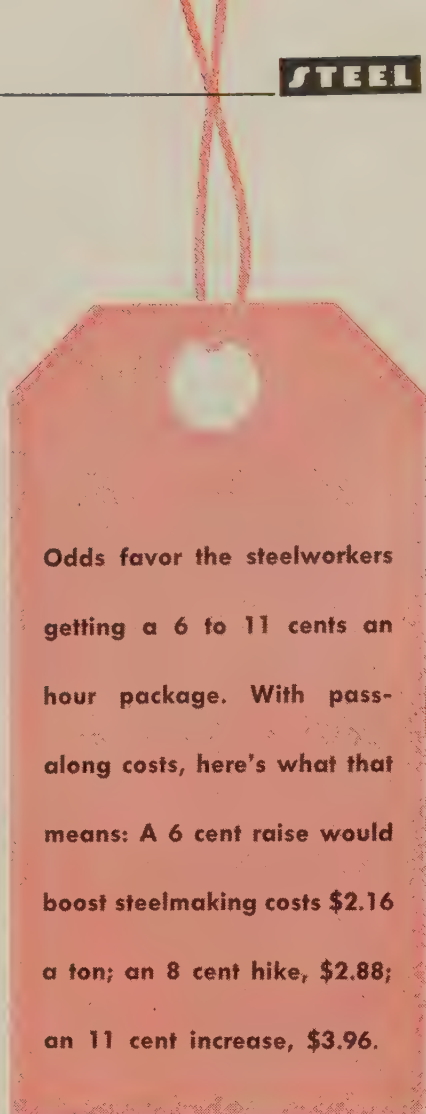 STEEL
Odds favor the steelworkers
getting a 6 to 11 cents an
hour package. With pass-
along costs, here's what that
means: A 6 cent raise would
boost steelmaking costs $2.16
a ton; an 8 cent hike, $2.88;
an 11 cent increase, $3.96.